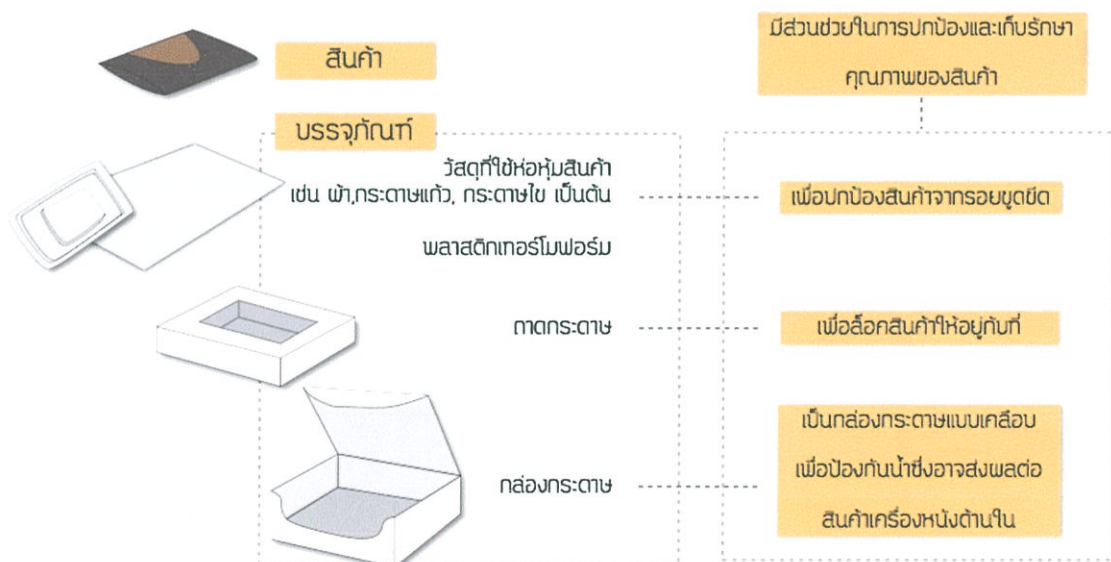 สินค้า
มีส่วนช่วยในการปกป้องและเก็บรักษา
คุณภาพของสินค้า
บรรจุภัณฑ์
วัสดุที่ใช้ห่อหุ้มสินค้า
เช่น ผ้า,กระดาษแก้ว, กระดาษไข เป็นต้น
เพื่อปกป้องสินค้าจากรอยขูดขีด
พลาสติกเทอร์โมฟอร์ม
ถาดกระดาษ
เพื่อล็อคสินค้าให้อยู่กับที่
กล่องกระดาษ
เป็นกล่องกระดาษแบบเคลือบ
เพื่อป้องกันน้ำซึ่งอาจส่งผลต่อ
สินค้าเครื่องหนังด้านใน